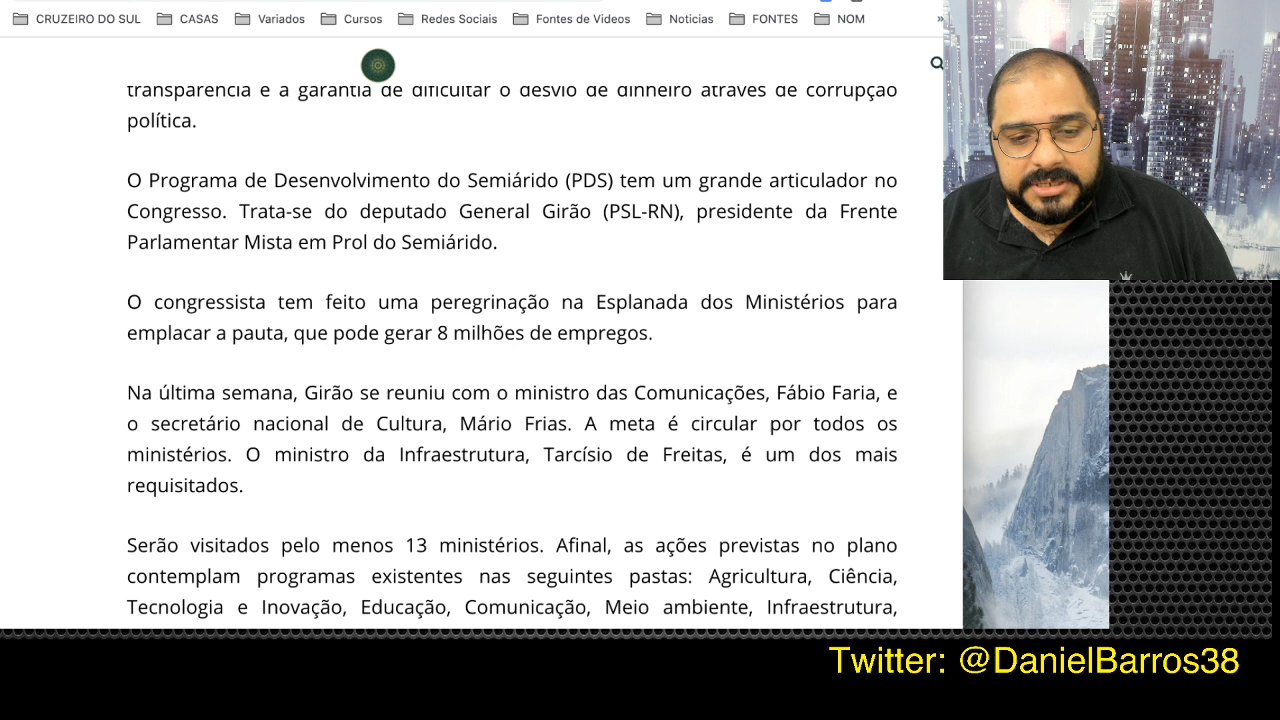 CRUZEIRO DO SUL CASAS Variados Cursos Redes Sociais Fontes de Videos Noticias FONTES NOM »
transparência e a garantia de dificultar o desvio de dinheiro através de corrupção
política.
O Programa de Desenvolvimento do Semiárido (PDS) tem um grande articulador no
Congresso. Trata-se do deputado General Girão (PSL-RN), presidente da Frente
Parlamentar Mista em Prol do Semiárido.
O congressista tem feito uma peregrinação na Esplanada dos Ministérios para
emplacar a pauta, que pode gerar 8 milhões de empregos.
Na última semana, Girão se reuniu com o ministro das Comunicações, Fábio Faria, e
o secretário nacional de Cultura, Mário Frias. A meta é circular por todos os
ministérios. O ministro da Infraestrutura, Tarcísio de Freitas, é um dos mais
requisitados.
Serão visitados pelo menos 13 ministérios. Afinal, as ações previstas no plano
contemplam programas existentes nas seguintes pastas: Agricultura, Ciência,
Tecnologia e Inovação, Educação, Comunicação, Meio ambiente, Infraestrutura,
Twitter: @DanielBarros38